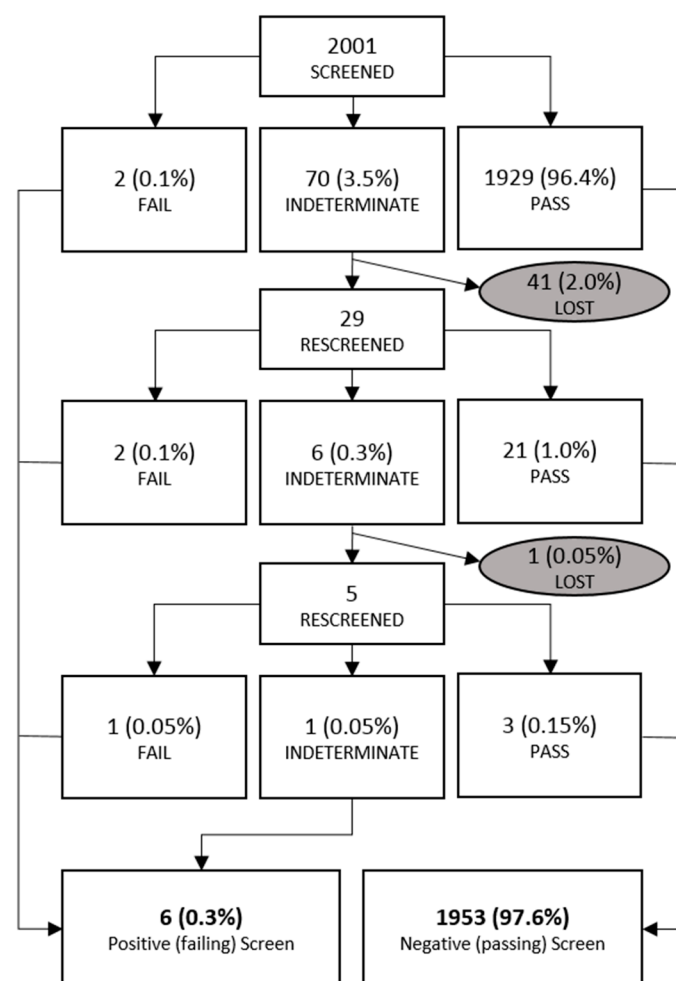 2001
SCREENED
2 (0.1%)
FAIL
70 (3.5%)
INDETERMINATE
1929 (96.4%)
PASS
41 (2.0%)
LOST
29
RESCREENED
2 (0.1%)
FAIL
6 (0.3%)
INDETERMINATE
21 (1.0%)
PASS
1 (0.05%)
LOST
5
RESCREENED
1 (0.05%)
FAIL
1 (0.05%)
INDETERMINATE
3 (0.15%)
PASS
6 (0.3%)
Positive (failing) Screen
1953 (97.6%)
Negative (passing) Screen